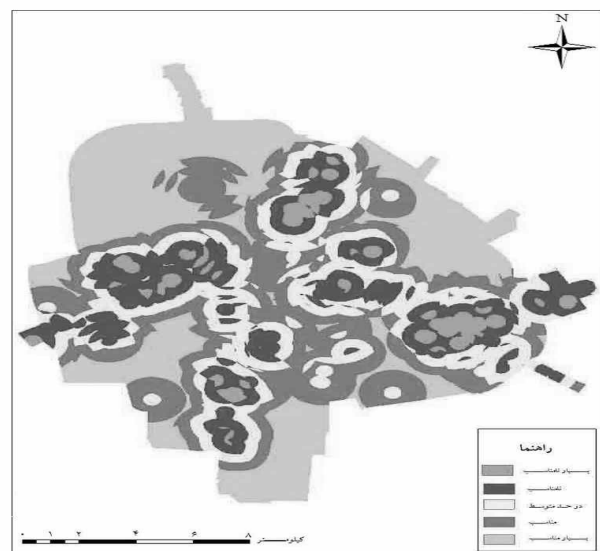 N
راهنما
بسیار نامناسب
نامناسب
در حد متوسط
مناسب
بسیار مناسب
۰ ۱ ۲ ۴ ۶ ۸
کیلومتر